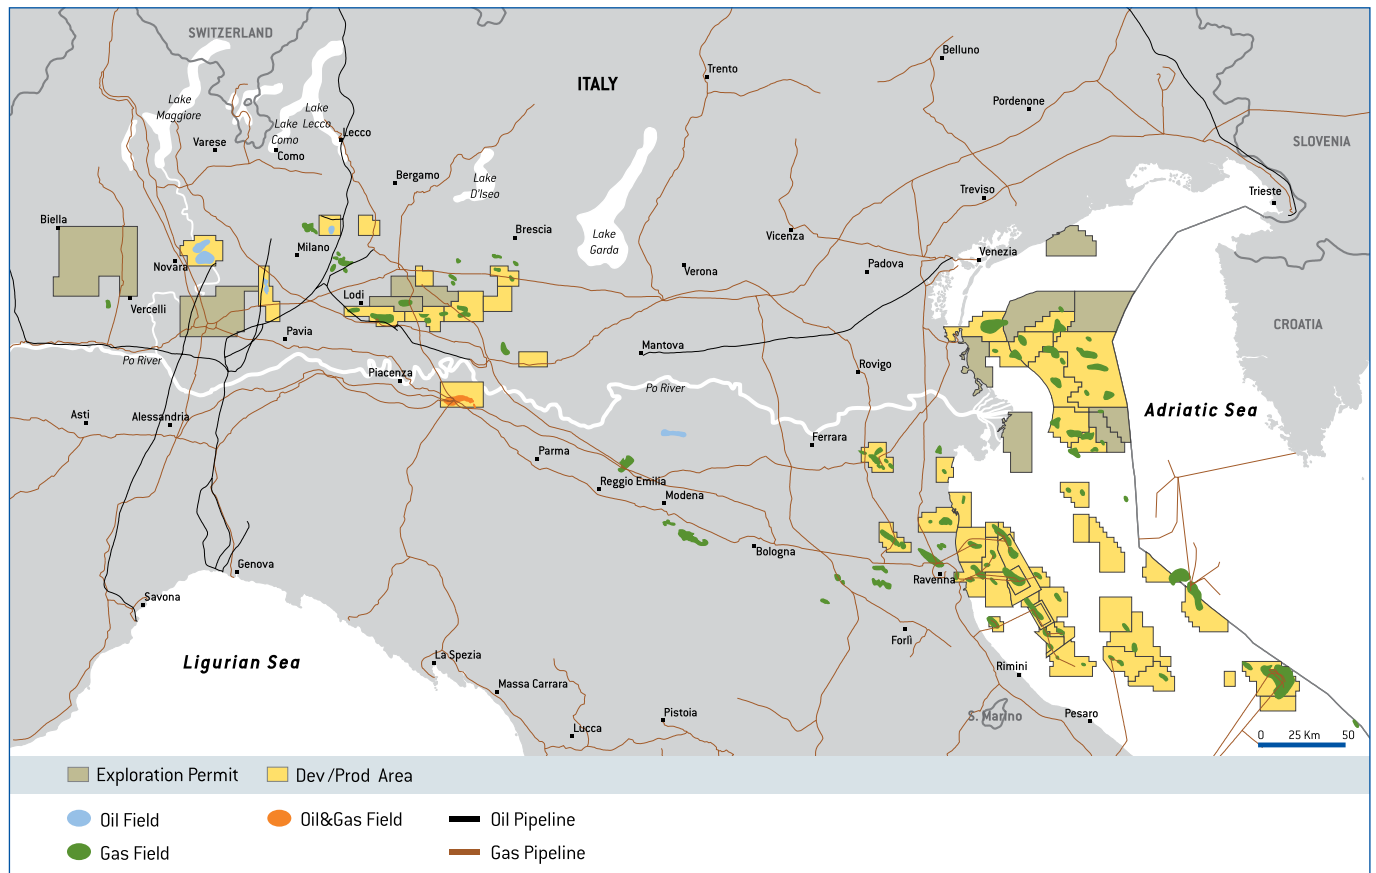 SWITZERLAND
Belluno
ITALY
Trento
Lake
Maggiore
Lake
Lecco
Pordenone
Lake
Como
Lecco
Varese
Como
SLOVENIA
Bergamo
Lake
D'Iseo
Treviso
Trieste
Biella
Brescia
Lake
Garda
Vicenza
Milano
Venezia
Novara
Verona
Padova
Vercelli
Lodi
CROATIA
Pavia
Po River
Mantova
Piacenza
Rovigo
Po River
Asti
Alessandria
Adriatic Sea
Ferrara
Parma
Reggio Emilia
Modena
Bologna
Genova
Ravenna
Savona
Forlì
Ligurian Sea
La Spezia
Rimini
Massa Carrara
Pistoia
S. Marino
Pesaro
Lucca
0 25 Km 50
Exploration Permit
Dev/Prod Area
Oil Field
Oil&Gas Field
Oil Pipeline
Gas Field
Gas Pipeline